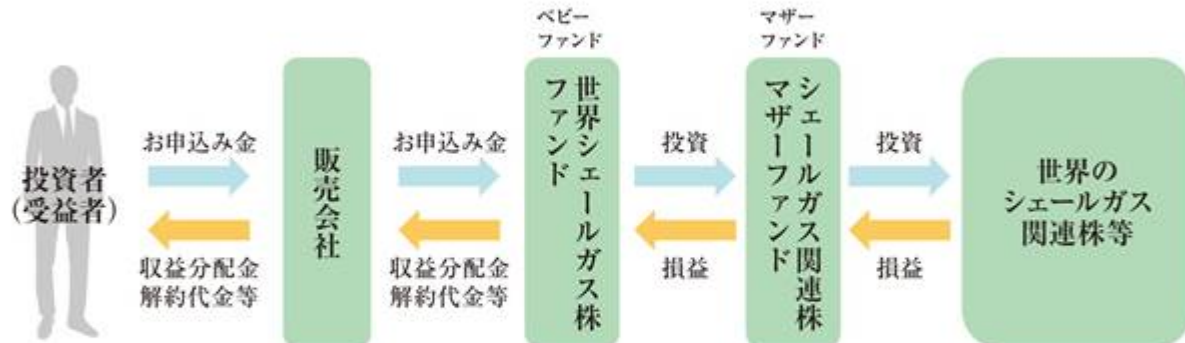 投資者
(受益者)
お申込み金
収益分配金
解約代金等
販売会社
お申込み金
収益分配金
解約代金等
ベビー
ファンド
世界シェールガス株
ファンド
投資
損益
マザー
ファンド
シェールガス関連株
マザーファンド
投資
損益
世界の
シェールガス
関連株等